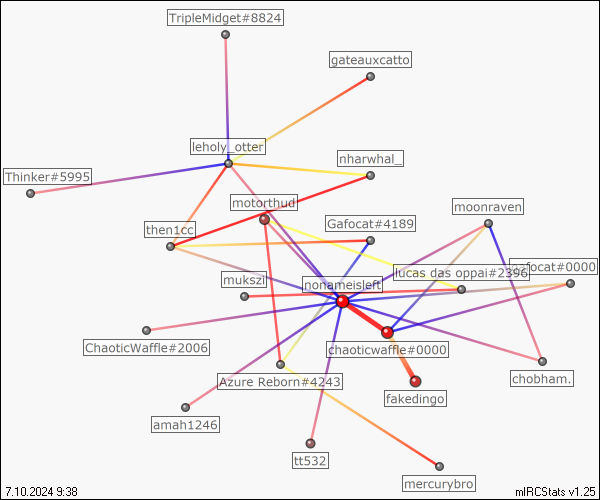 TripleMidget#8824
gateauxcatto
leholy_otter
nharwhal_
Thinker#5995
motorthud
moonraven
then1cc
Gafocat#4189
lucas das oppai#2396
gafocat#0000
mukszi
nonameisleft
ChaoticWaffle#2006
chaoticwaffle#0000
Azure Reborn#4243
chobham.
fakedingo
amah1246
tt532
mercurybro
7.10.2024 9:38
mIRCStats v1.25